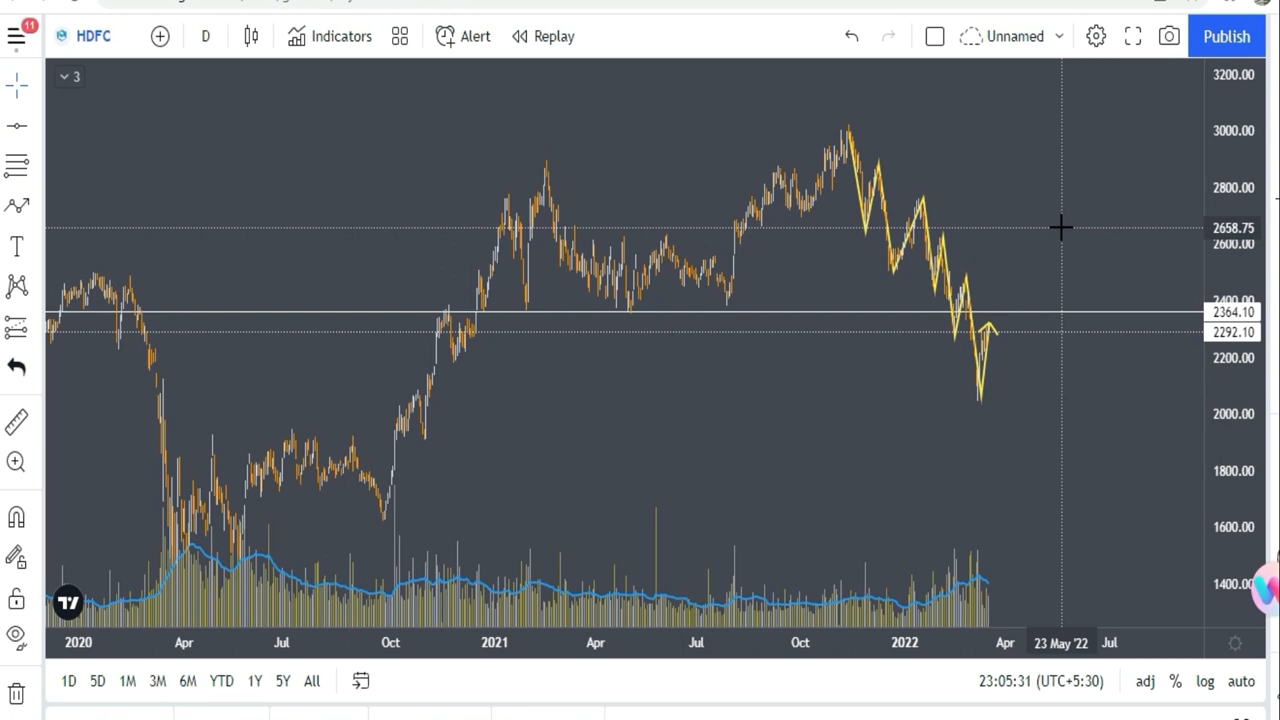 11
HDFC
D
Indicators
Alert
Replay
Unnamed
Publish
3
3200.00
3000.00
2800.00
2658.75
2600.00
2400.00
2364.10
2292.10
2200.00
2000.00
1800.00
1600.00
1400.00
2020 Apr Jul Oct 2021 Apr Jul Oct 2022 Apr 23 May '22 Jul
1D 5D 1M 3M 6M YTD 1Y 5Y All 23:05:31 (UTC+5:30) adj % log auto